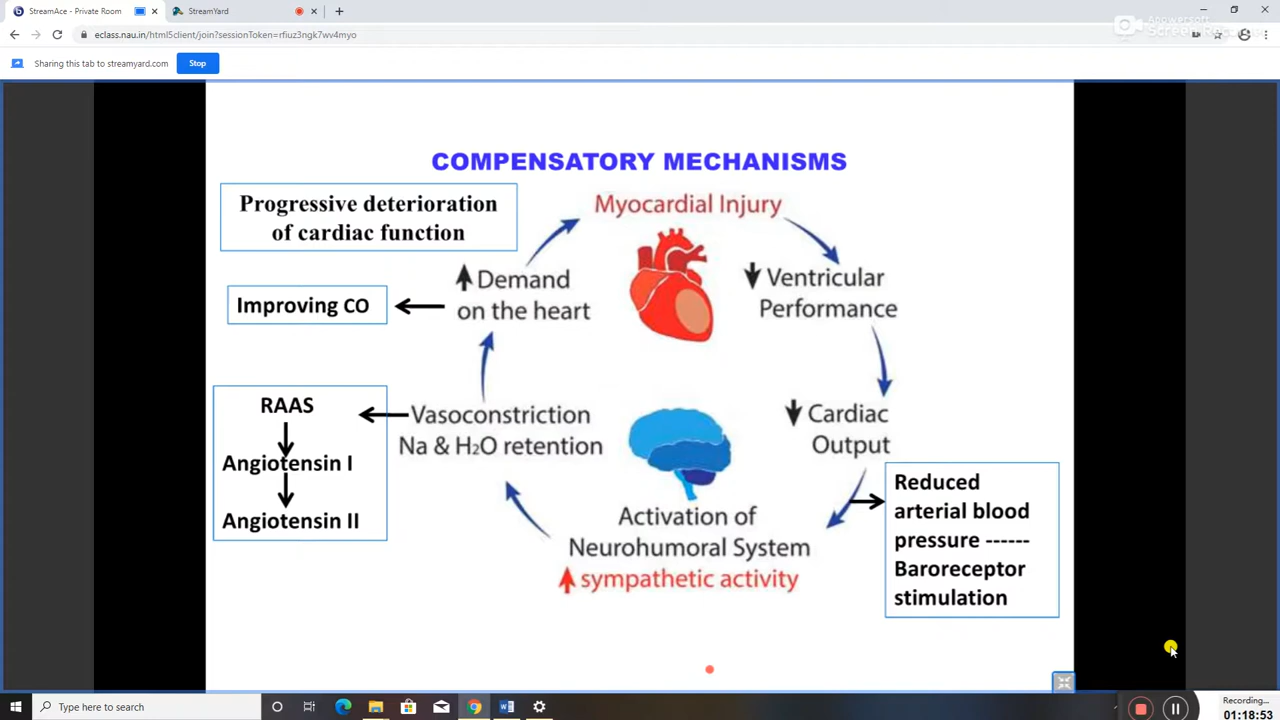 StreamAce - Private Room
StreamYard
eclass.nau.in/html5client/join?sessionToken=rfiuz3ngk7wv4myo
Sharing this tab to streamyard.com
Stop
COMPENSATORY MECHANISMS
Progressive deterioration
of cardiac function
Myocardial Injury
Demand
on the heart
Ventricular
Performance
Improving CO
RAAS
Angiotensin I
Angiotensin II
Vasoconstriction
Na & H₂O retention
Cardiac
Output
Reduced
arterial blood
pressure ------
Baroreceptor
stimulation
Activation of
Neurohumoral System
sympathetic activity
Type here to search
Recording...
01:18:53